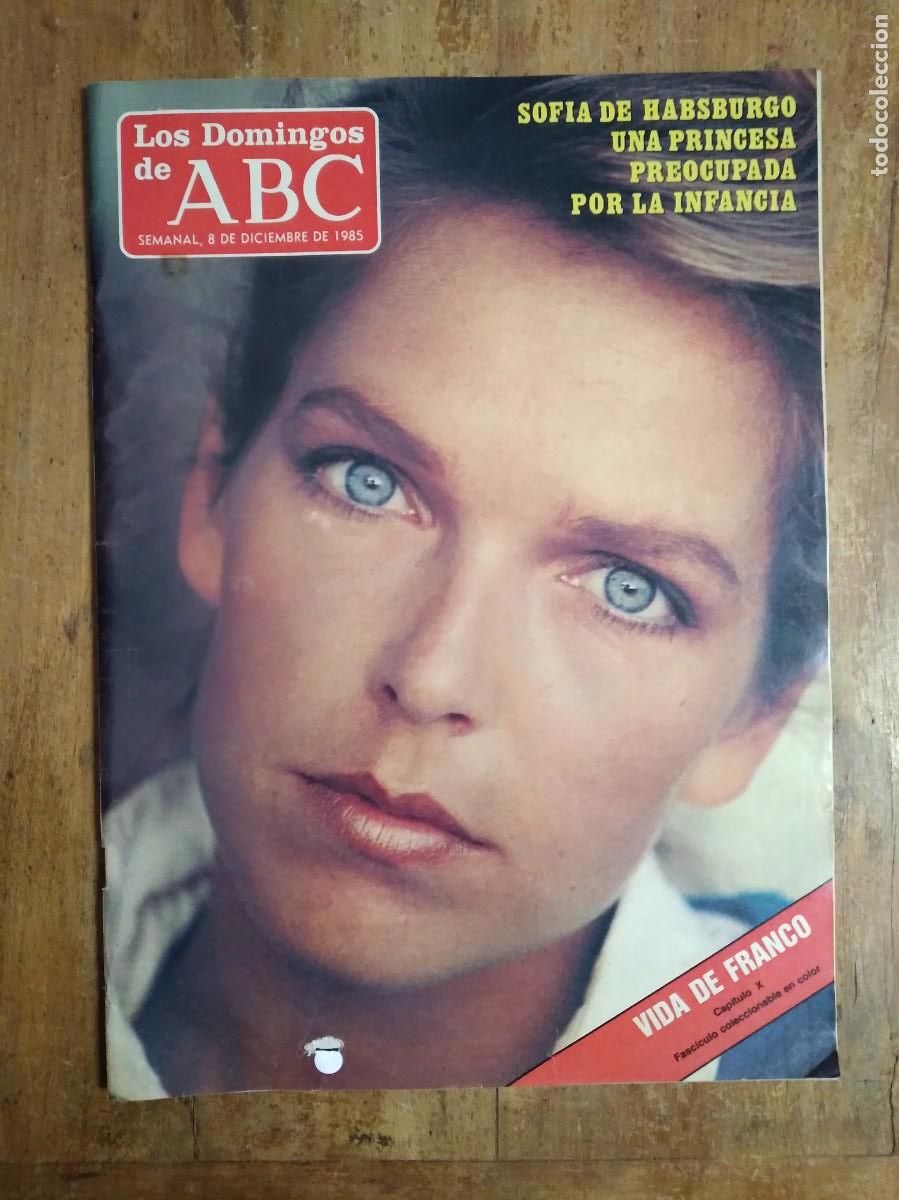 Los Domingos
de ABC
SEMANAL, 8 DE DICIEMBRE DE 1985
SOFIA DE HABSBURGO
UNA PRINCESA
PREOCUPADA
POR LA INFANCIA
VIDA DE FRANCO
Capítulo X
Fascículo coleccionable en color
todocoleccion